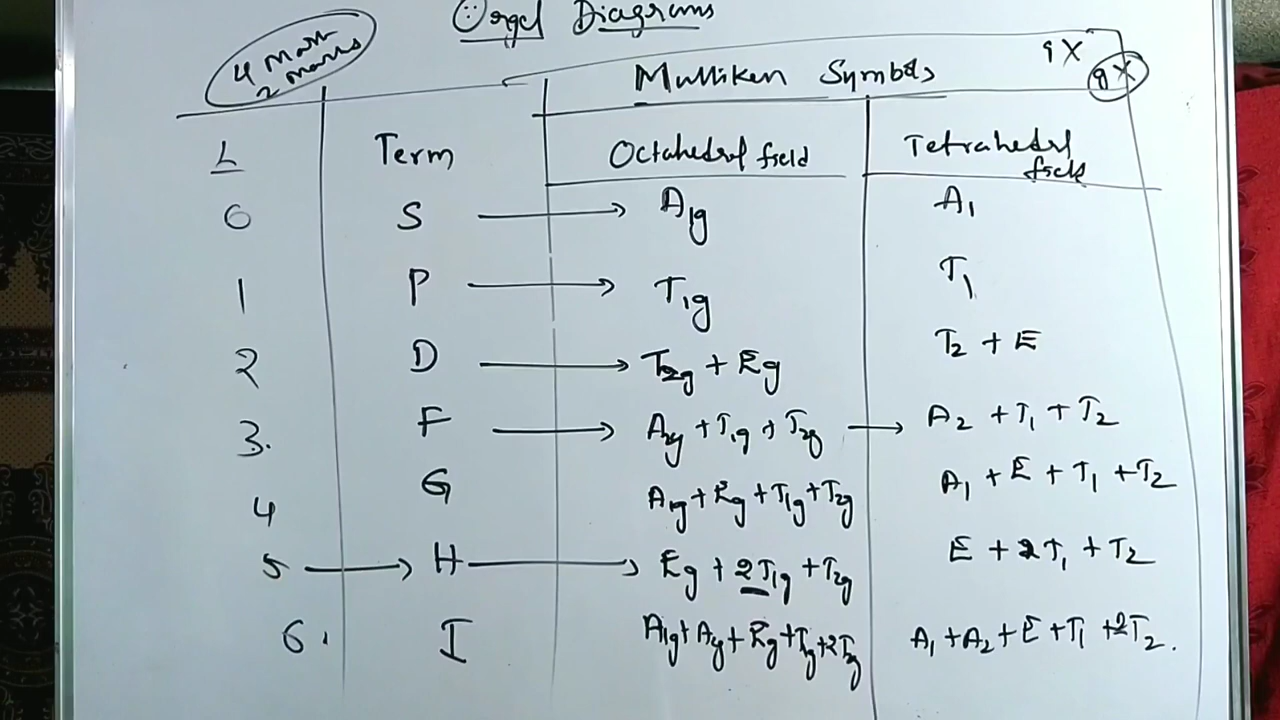 Orgel Diagrams
4 Mark
2 marks
Mulliken Symbols
9 X
g X
L Term Octahedral field Tetrahedral field
0 S → A1g A1
1 P → T1g T1
2 D → T2g + Eg T2 + E
3. F → A2g + T1g + T2g → A2 + T1 + T2
4 G A1g + Eg + T1g + T2g A1 + E + T1 + T2
5 → H → Eg + 2T1g + T2g E + 2T1 + T2
6. I A1g + A2g + Eg + T1g + 2T2g A1 + A2 + E + T1 + 2T2.